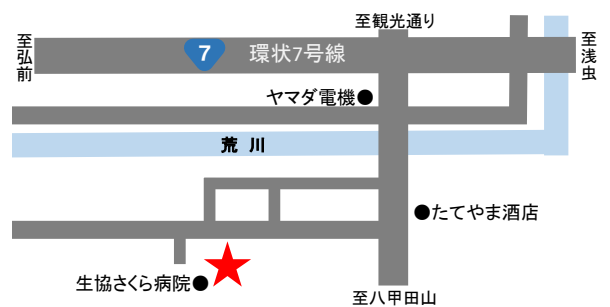 至観光通り
至弘前
7
環状7号線
至浅虫
ヤマダ電機●
荒川
●たてやま酒店
生協さくら病院●
至八甲田山